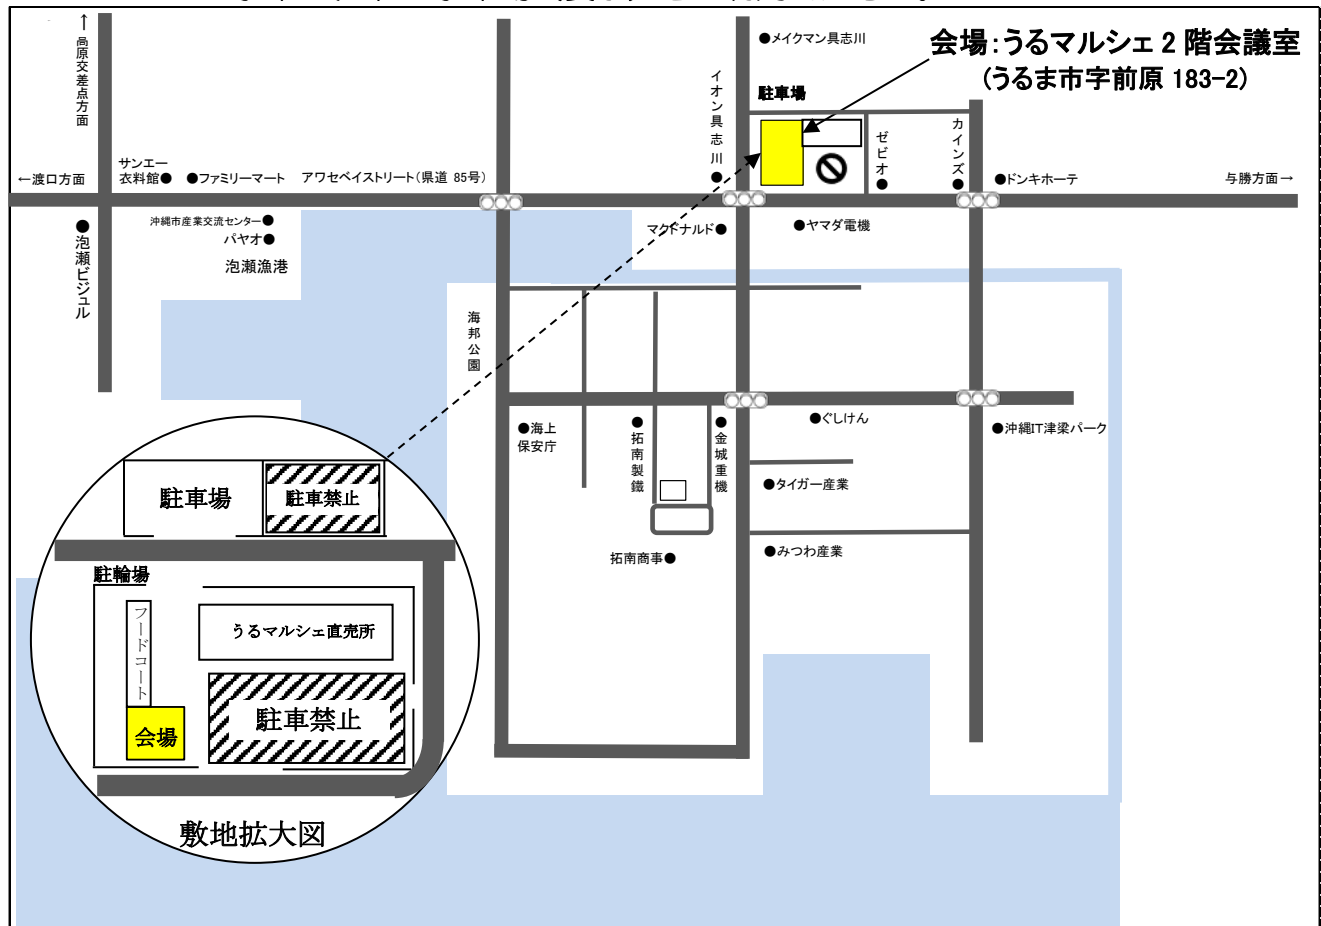 会場：うるマルシェ2階会議室
(うるま市字前原 183-2)
●メイクマン具志川
駐車場
↑高原交差点方面
イオン具志川●
ゼビオ●
カインズ●
←渡口方面
サンエー
衣料館●
●ファミリーマート
アワセベイストリート(県道 85号)
●ドンキホーテ
与勝方面→
沖縄市産業交流センター●
パヤオ●
泡瀬漁港
●泡瀬ビジュル
マクドナルド●
●ヤマダ電機
海邦公園
●海上
保安庁
●拓南製鐵
●金城重機
●ぐしけん
●沖縄IT津梁パーク
●タイガー産業
●みつわ産業
拓南商事●
駐車場
駐車禁止
駐輪場
フードコート
うるマルシェ直売所
駐車禁止
会場
敷地拡大図